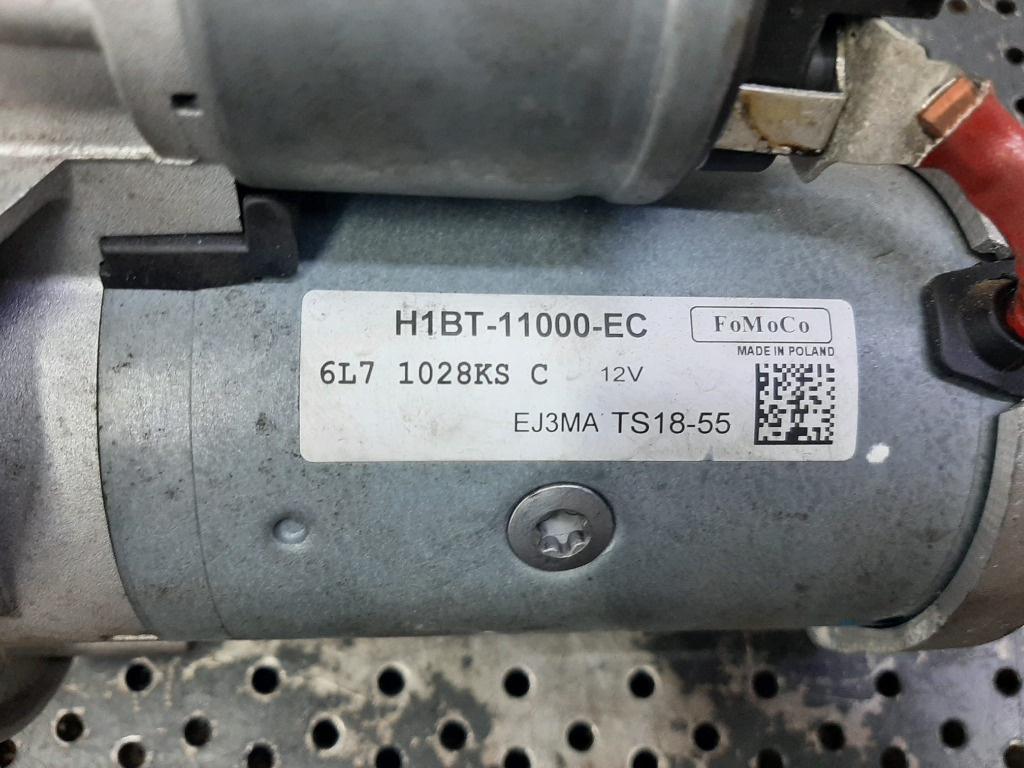 H1BT-11000-EC FoMoCo
MADE IN POLAND
6L7 1028KS C 12V
EJ3MA TS18-55